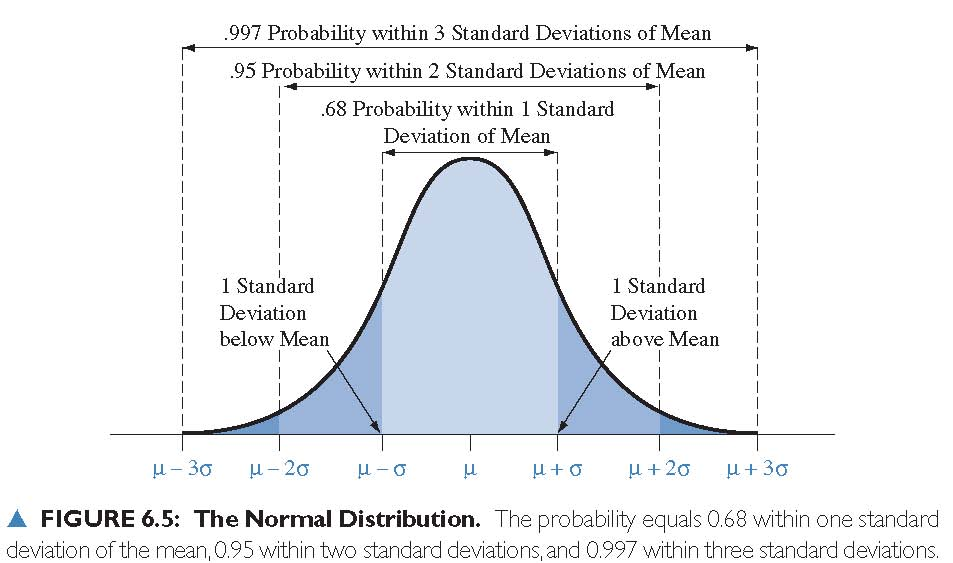 .997 Probability within 3 Standard Deviations of Mean
.95 Probability within 2 Standard Deviations of Mean
.68 Probability within 1 Standard
Deviation of Mean
1 Standard
Deviation
below Mean
1 Standard
Deviation
above Mean
μ – 3σ μ – 2σ μ – σ μ μ + σ μ + 2σ μ + 3σ
▲ FIGURE 6.5: The Normal Distribution. The probability equals 0.68 within one standard
deviation of the mean, 0.95 within two standard deviations, and 0.997 within three standard deviations.